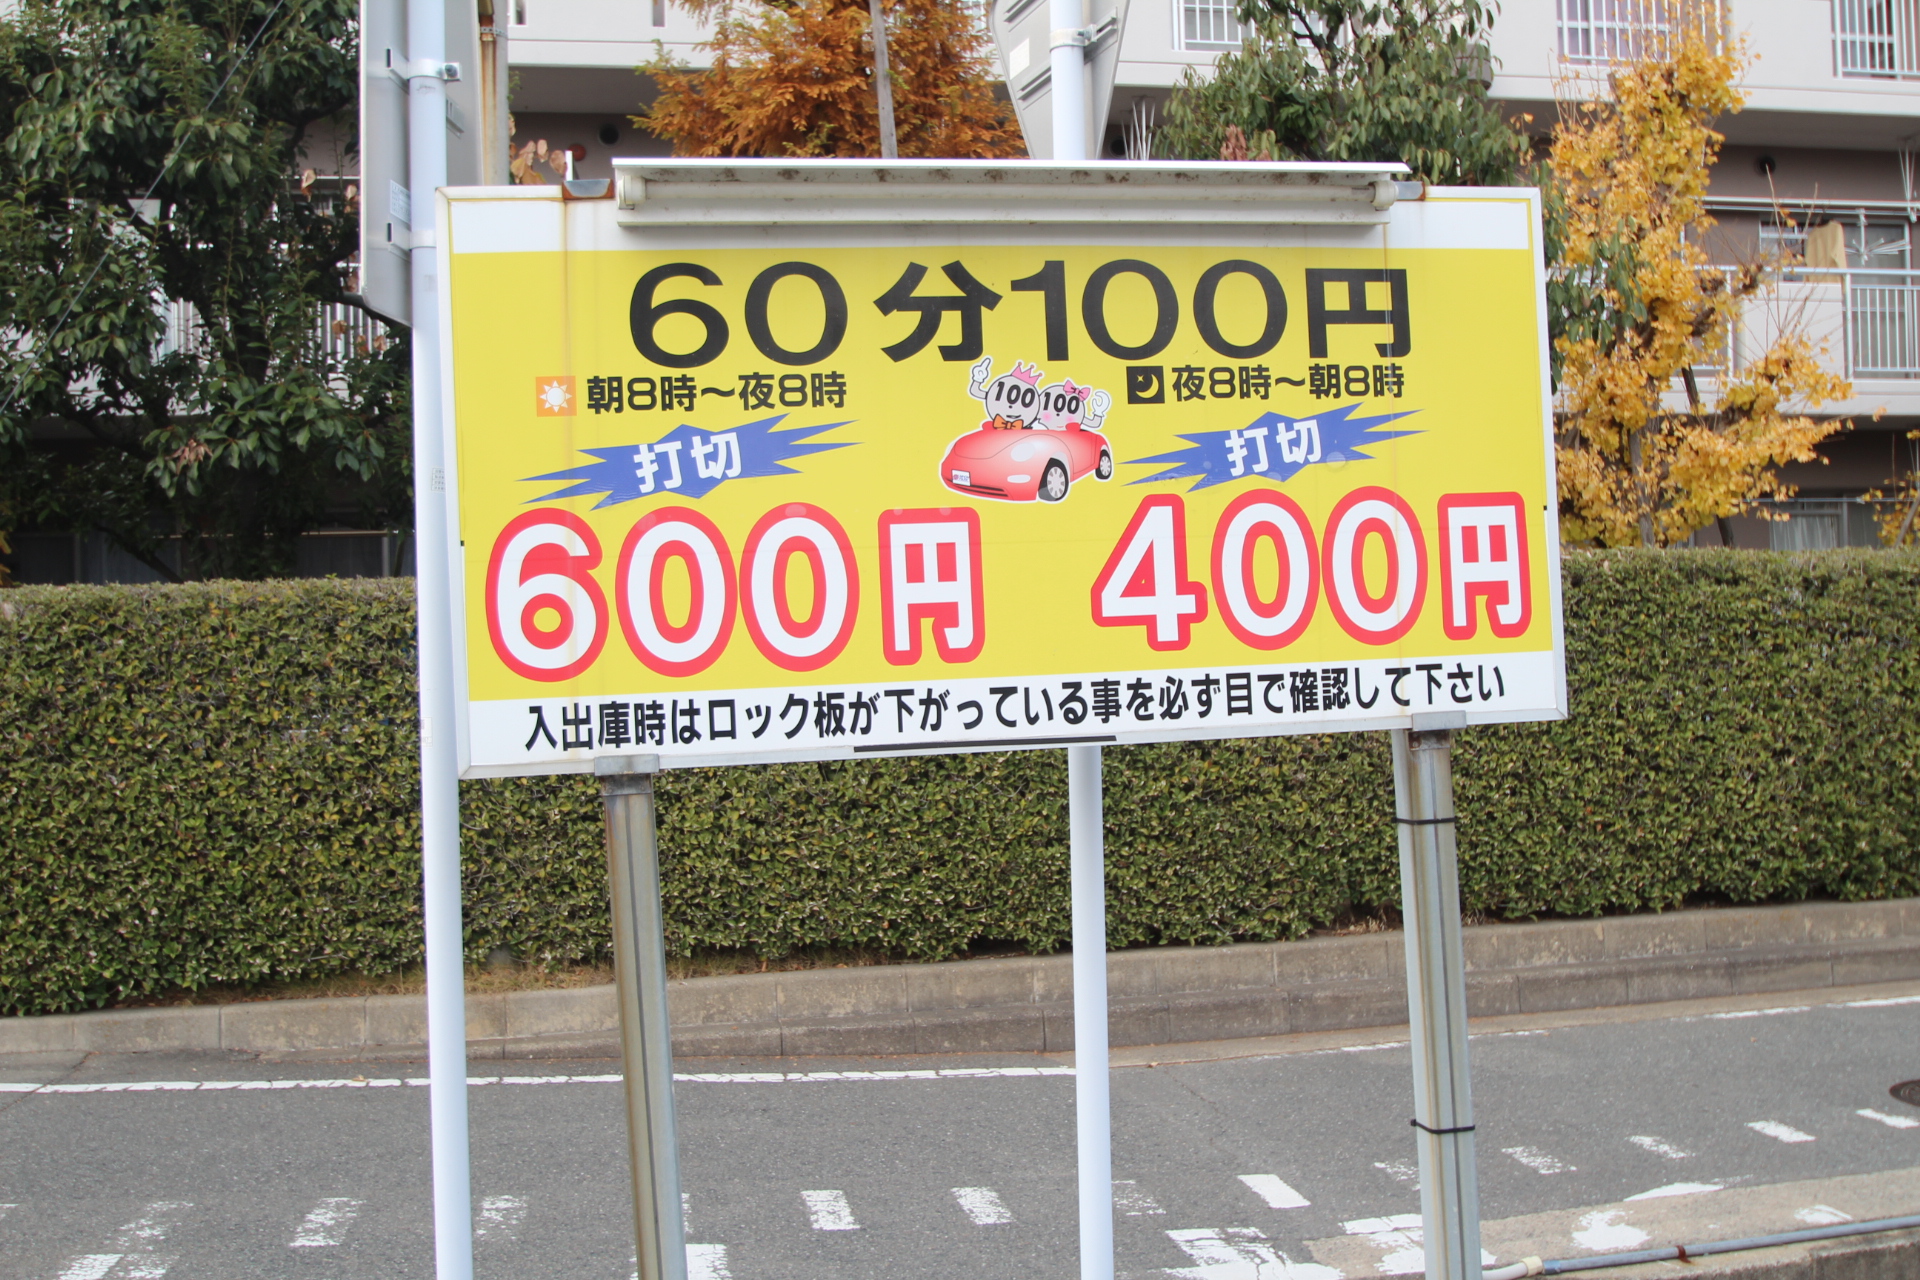 60分100円
朝8時～夜8時
打切
600円
100 100
夜8時～朝8時
打切
400円
入出庫時はロック板が下がっている事を必ず目で確認して下さい